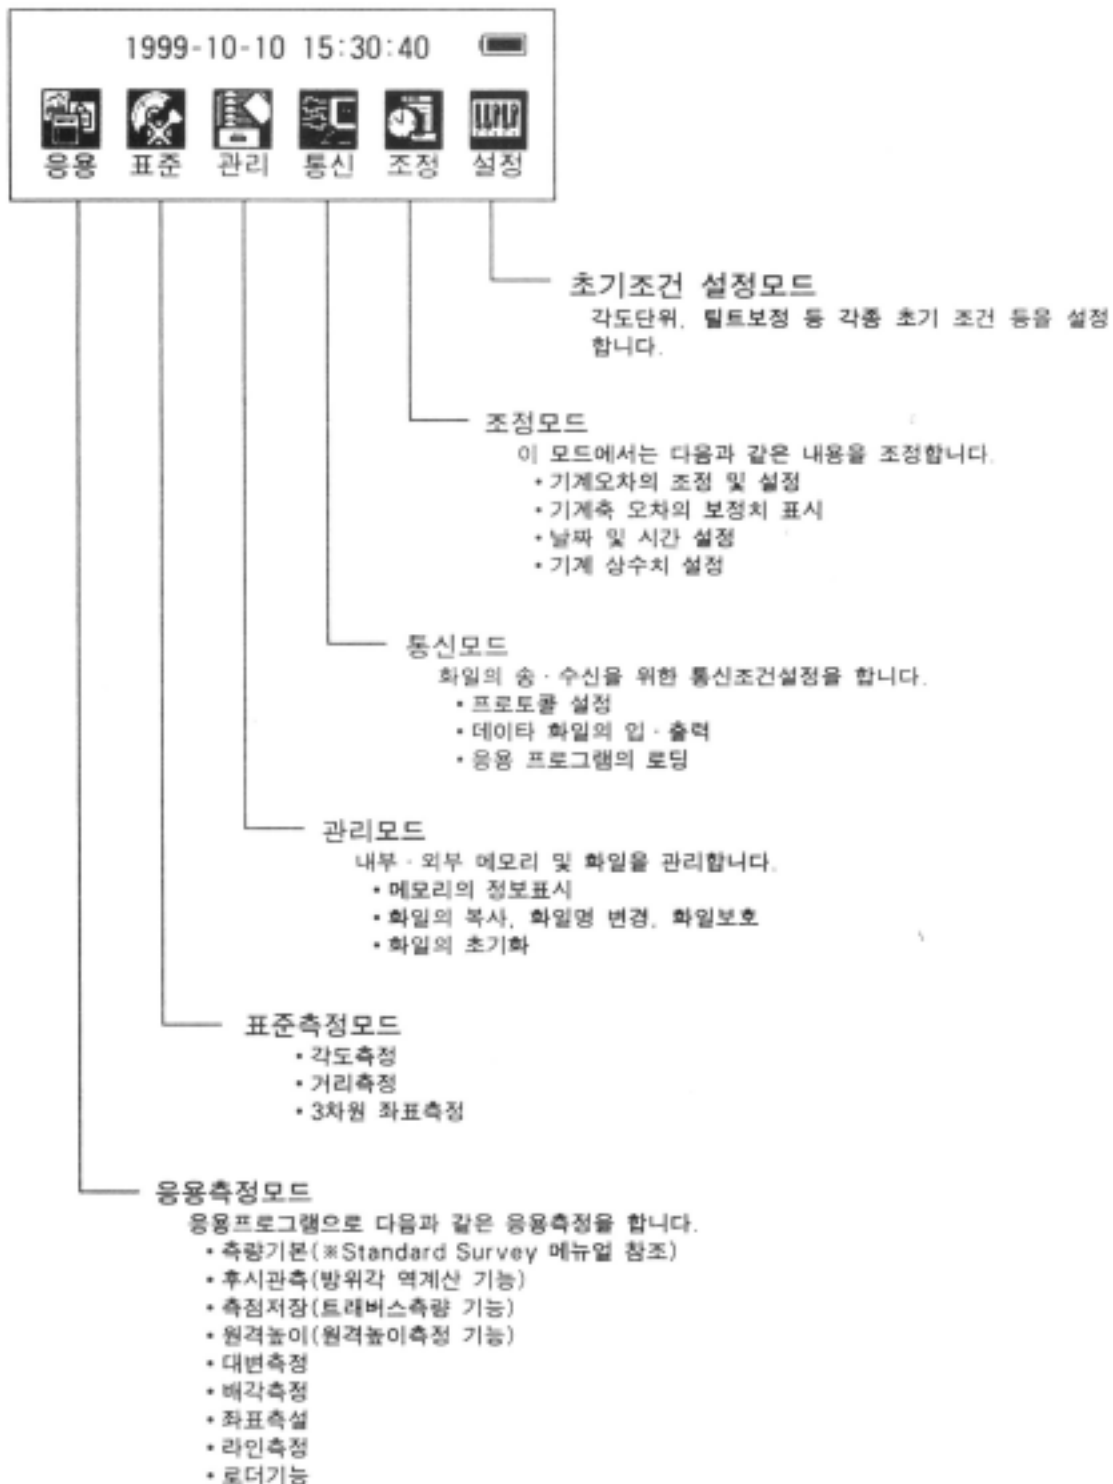 1999-10-10 15:30:40
응용 표준 관리 통신 조정 설정
초기조건 설정모드
각도단위, 틸트보정 등 각종 초기 조건 등을 설정
합니다.
조정모드
이 모드에서는 다음과 같은 내용을 조정합니다.
• 기계오차의 조정 및 설정
• 기계축 오차의 보정치 표시
• 날짜 및 시간 설정
• 기계 상수치 설정
통신모드
화일의 송 · 수신을 위한 통신조건설정을 합니다.
• 프로토콜 설정
• 데이타 화일의 입 · 출력
• 응용 프로그램의 로딩
관리모드
내부 · 외부 메모리 및 화일을 관리합니다.
• 메모리의 정보표시
• 화일의 복사, 화일명 변경, 화일보호
• 화일의 초기화
표준측정모드
• 각도측정
• 거리측정
• 3차원 좌표측정
응용측정모드
응용프로그램으로 다음과 같은 응용측정을 합니다.
• 측량기본(※Standard Survey 메뉴얼 참조)
• 후시관측(방위각 역계산 기능)
• 측점저장(트래버스측량 기능)
• 원격높이(원격높이측정 기능)
• 대변측정
• 배각측정
• 좌표측설
• 라인측정
• 로더기능